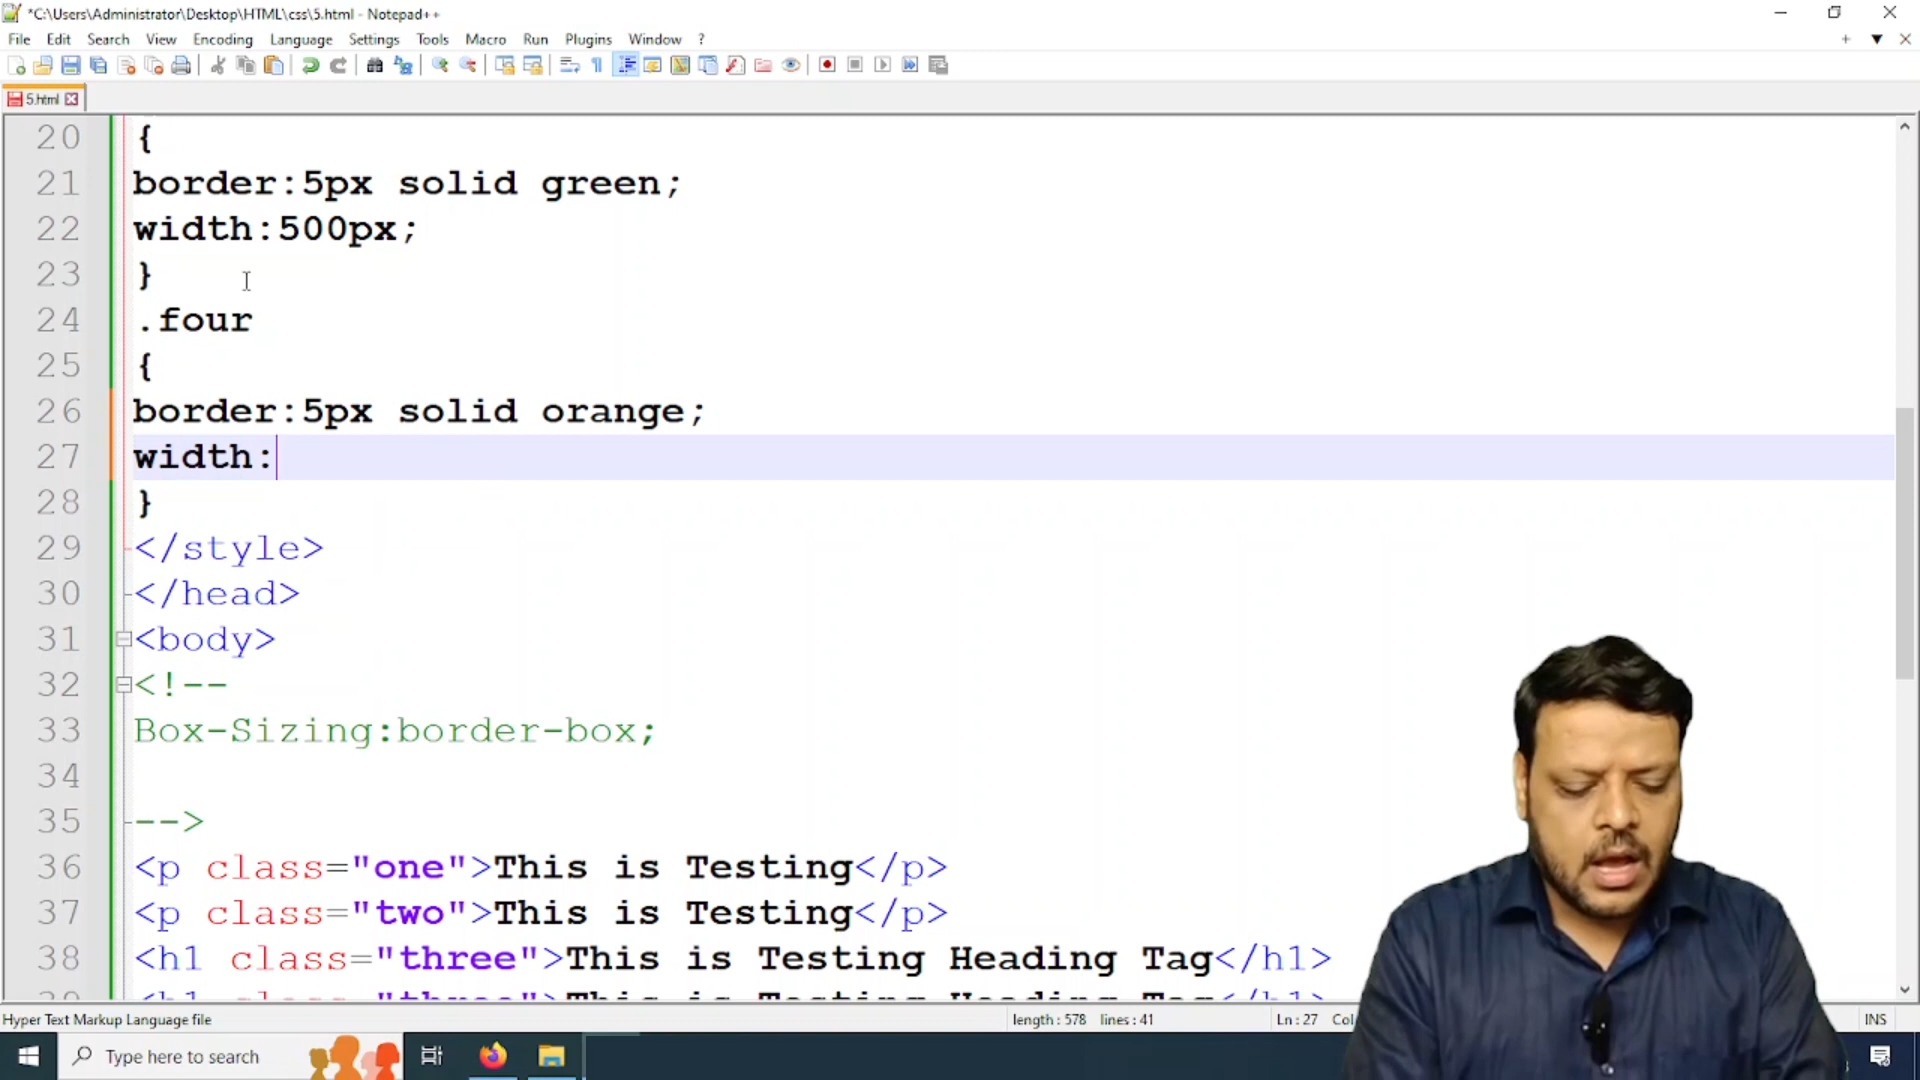 *C:\Users\Administrator\Desktop\HTML\css\5.html - Notepad++
File Edit Search View Encoding Language Settings Tools Macro Run Plugins Window ?
5.html
20 {
21 border:5px solid green;
22 width:500px;
23 }
24 .four
25 {
26 border:5px solid orange;
27 width:
28 }
29 </style>
30 </head>
31 <body>
32 <!--
33 Box-Sizing:border-box;
34
35 -->
36 <p class="one">This is Testing</p>
37 <p class="two">This is Testing</p>
38 <h1 class="three">This is Testing Heading Tag</h1>
Hyper Text Markup Language file length : 578 lines : 41 Ln : 27 Col INS
Type here to search